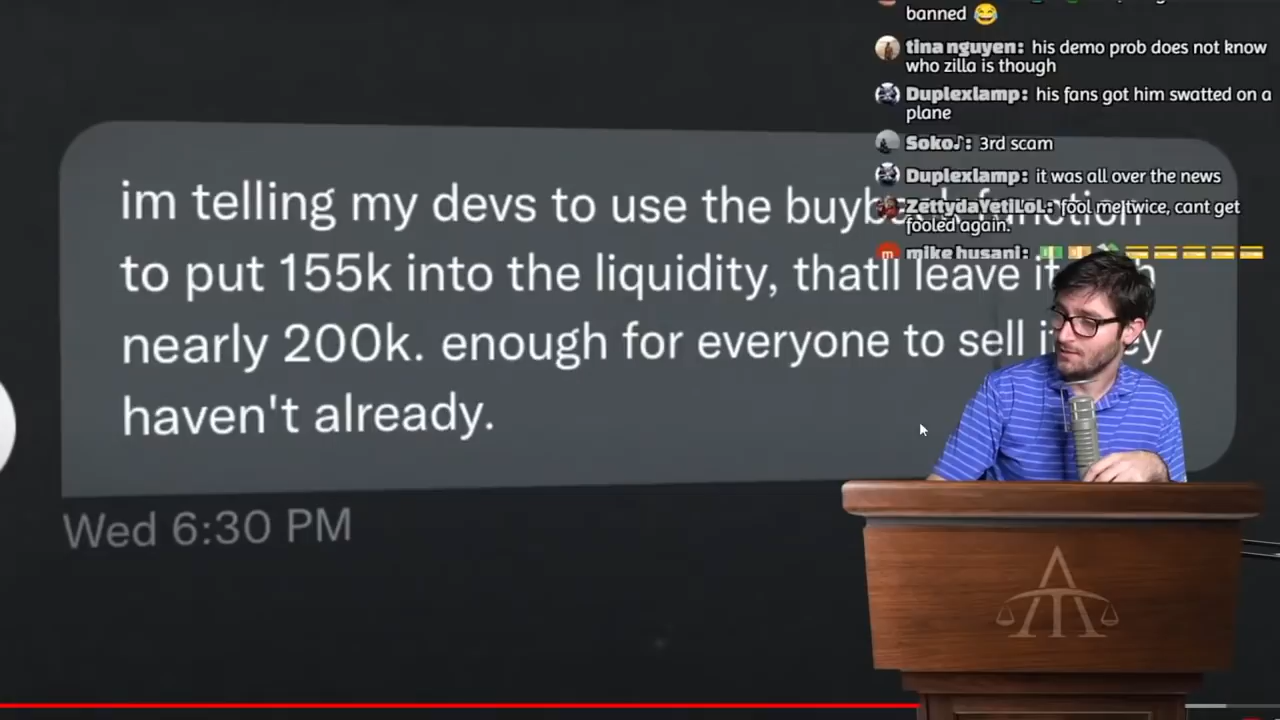 banned 😂
tina nguyen: his demo prob does not know
who zilla is though
Duplexlamp: his fans got him swatted on a
plane
Soko♪: 3rd scam
Duplexlamp: it was all over the news
ZettydaYetiLoL: fool me twice, cant get
fooled again.
mike husani:
im telling my devs to use the
to put 155k into the liquidity, thatll leave
nearly 200k. enough for everyone to sell
haven't already.
Wed 6:30 PM